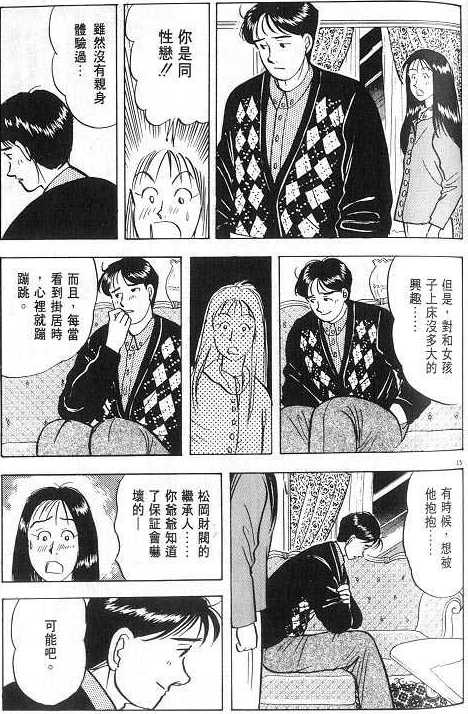 你是同
性戀!!
雖然沒有親身
體驗過…
但是，對和女孩
子上床沒多大的
興趣……
而且，每當
看到掛居時
，心裡就蹦
蹦跳。
15
有時候，想被
他抱抱……
松岡財閥的
繼承人……
你爺爺知道
了保証會嚇
壞的—
可能吧。